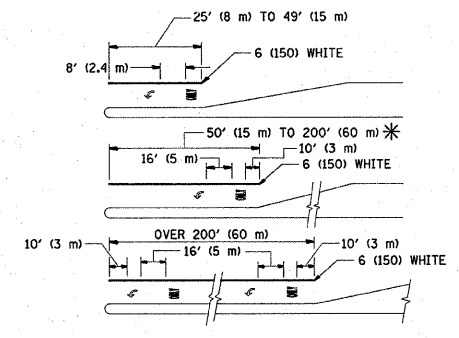 25' (8 m) TO 49' (15 m)
6 (150) WHITE
8' (2.4 m)
50' (15 m) TO 200' (60 m) *
10' (3 m)
16' (5 m)
6 (150) WHITE
OVER 200' (60 m)
10' (3 m)
16' (5 m)
10' (3 m)
6 (150) WHITE